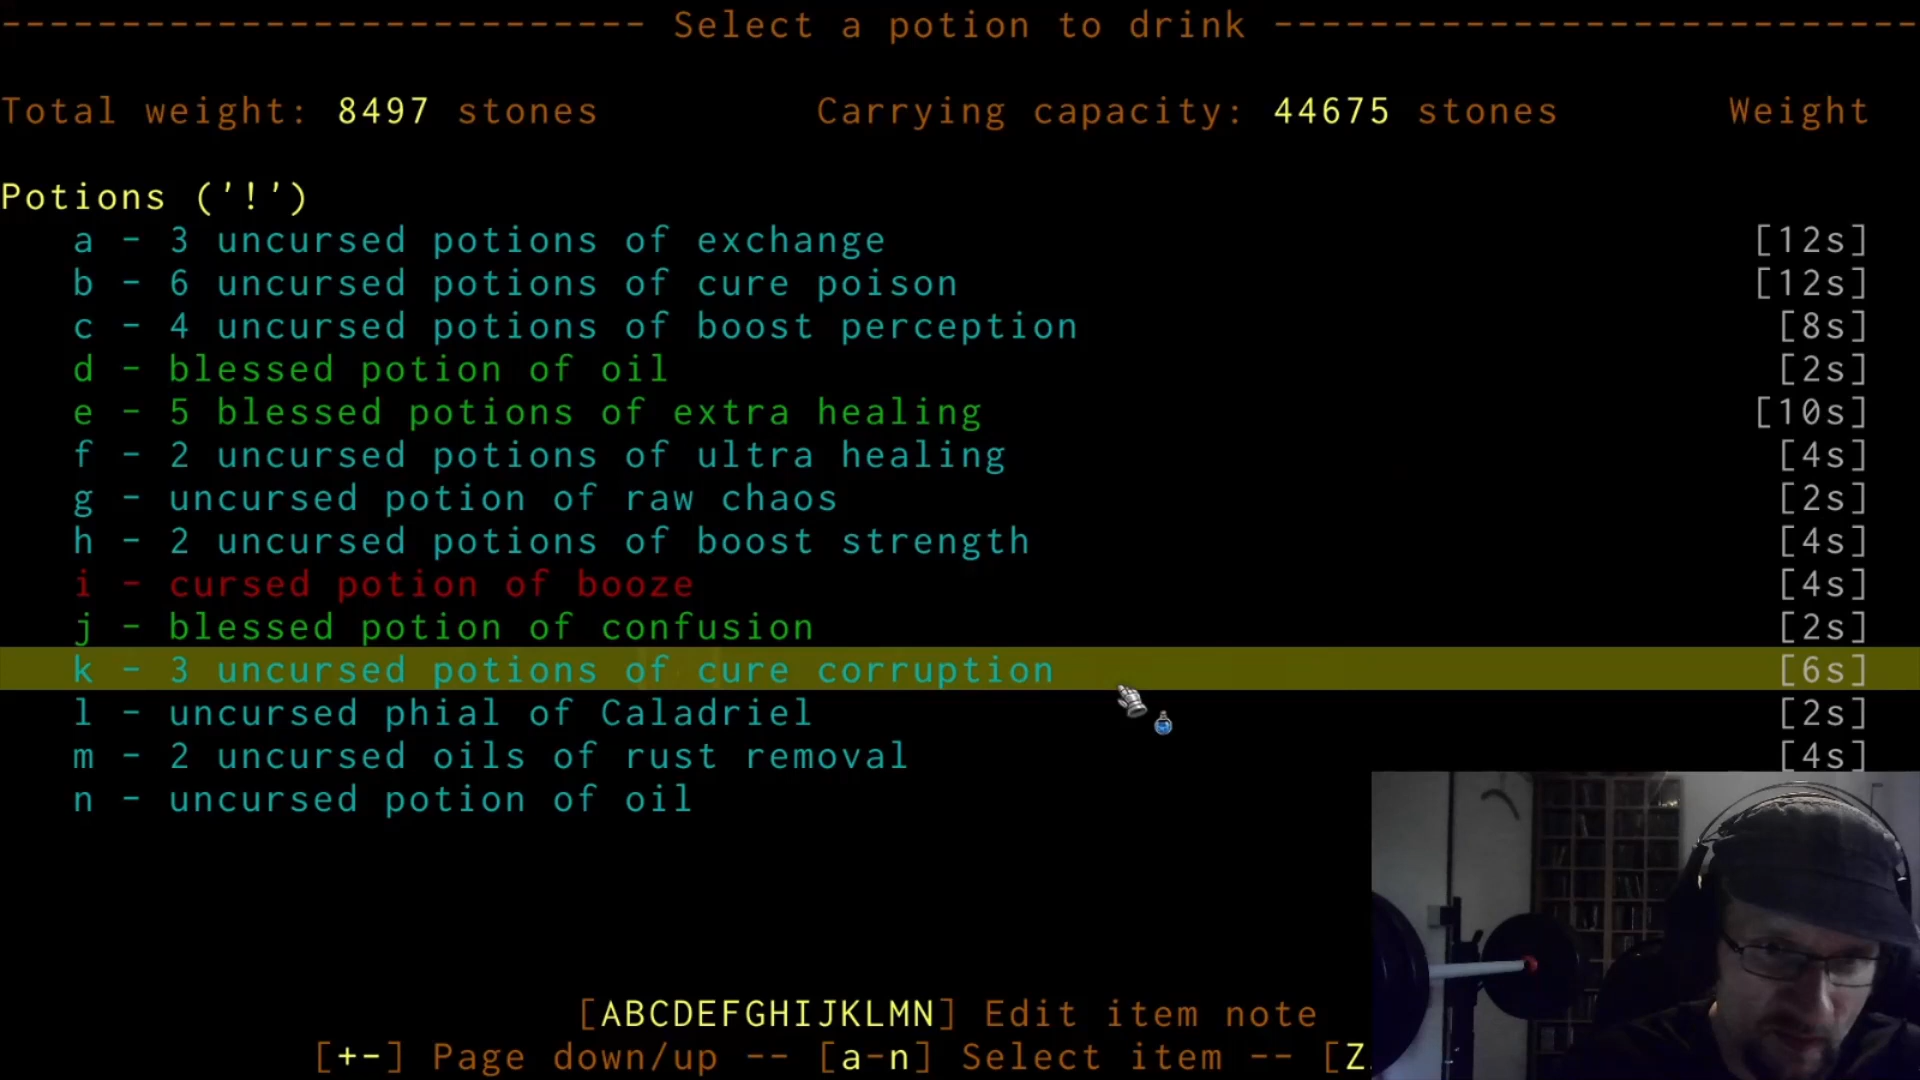 Select a potion to drink
Total weight: 8497 stones Carrying capacity: 44675 stones Weight
Potions ('!')
a - 3 uncursed potions of exchange [12s]
b - 6 uncursed potions of cure poison [12s]
c - 4 uncursed potions of boost perception [8s]
d - blessed potion of oil [2s]
e - 5 blessed potions of extra healing [10s]
f - 2 uncursed potions of ultra healing [4s]
g - uncursed potion of raw chaos [2s]
h - 2 uncursed potions of boost strength [4s]
i - cursed potion of booze [4s]
j - blessed potion of confusion [2s]
k - 3 uncursed potions of cure corruption [6s]
l - uncursed phial of Caladriel [2s]
m - 2 uncursed oils of rust removal [4s]
n - uncursed potion of oil
[ABCDEFGHIJKLMN] Edit item note
[+-] Page down/up -- [a-n] Select item -- [Z